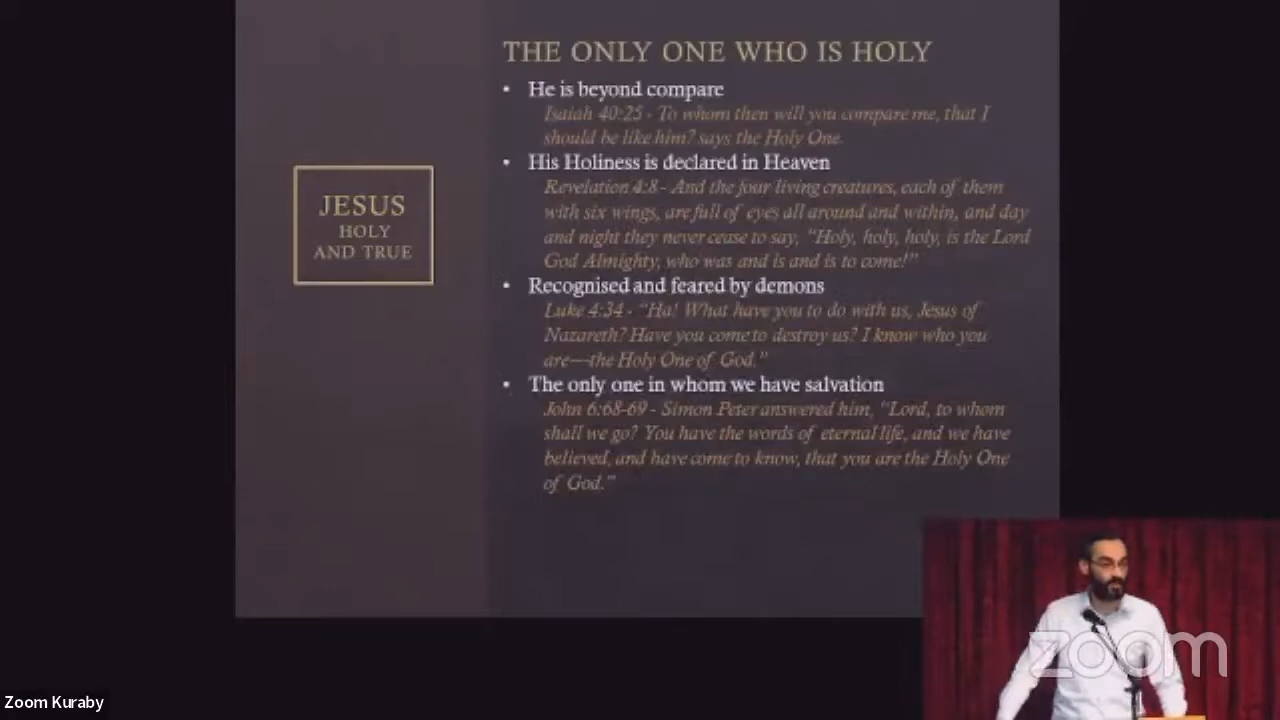 THE ONLY ONE WHO IS HOLY
• He is beyond compare
Isaiah 40:25 - To whom then will you compare me, that I
should be like him? says the Holy One.
• His Holiness is declared in Heaven
Revelation 4:8 - And the four living creatures, each of them
with six wings, are full of eyes all around and within, and day
and night they never cease to say, “Holy, holy, holy, is the Lord
God Almighty, who was and is and is to come!”
• Recognised and feared by demons
Luke 4:34 - “Ha! What have you to do with us, Jesus of
Nazareth? Have you come to destroy us? I know who you
are—the Holy One of God.”
• The only one in whom we have salvation
John 6:68-69 - Simon Peter answered him, “Lord, to whom
shall we go? You have the words of eternal life, and we have
believed, and have come to know, that you are the Holy One
of God.”
JESUS
HOLY
AND TRUE
zoom
Zoom Kuraby